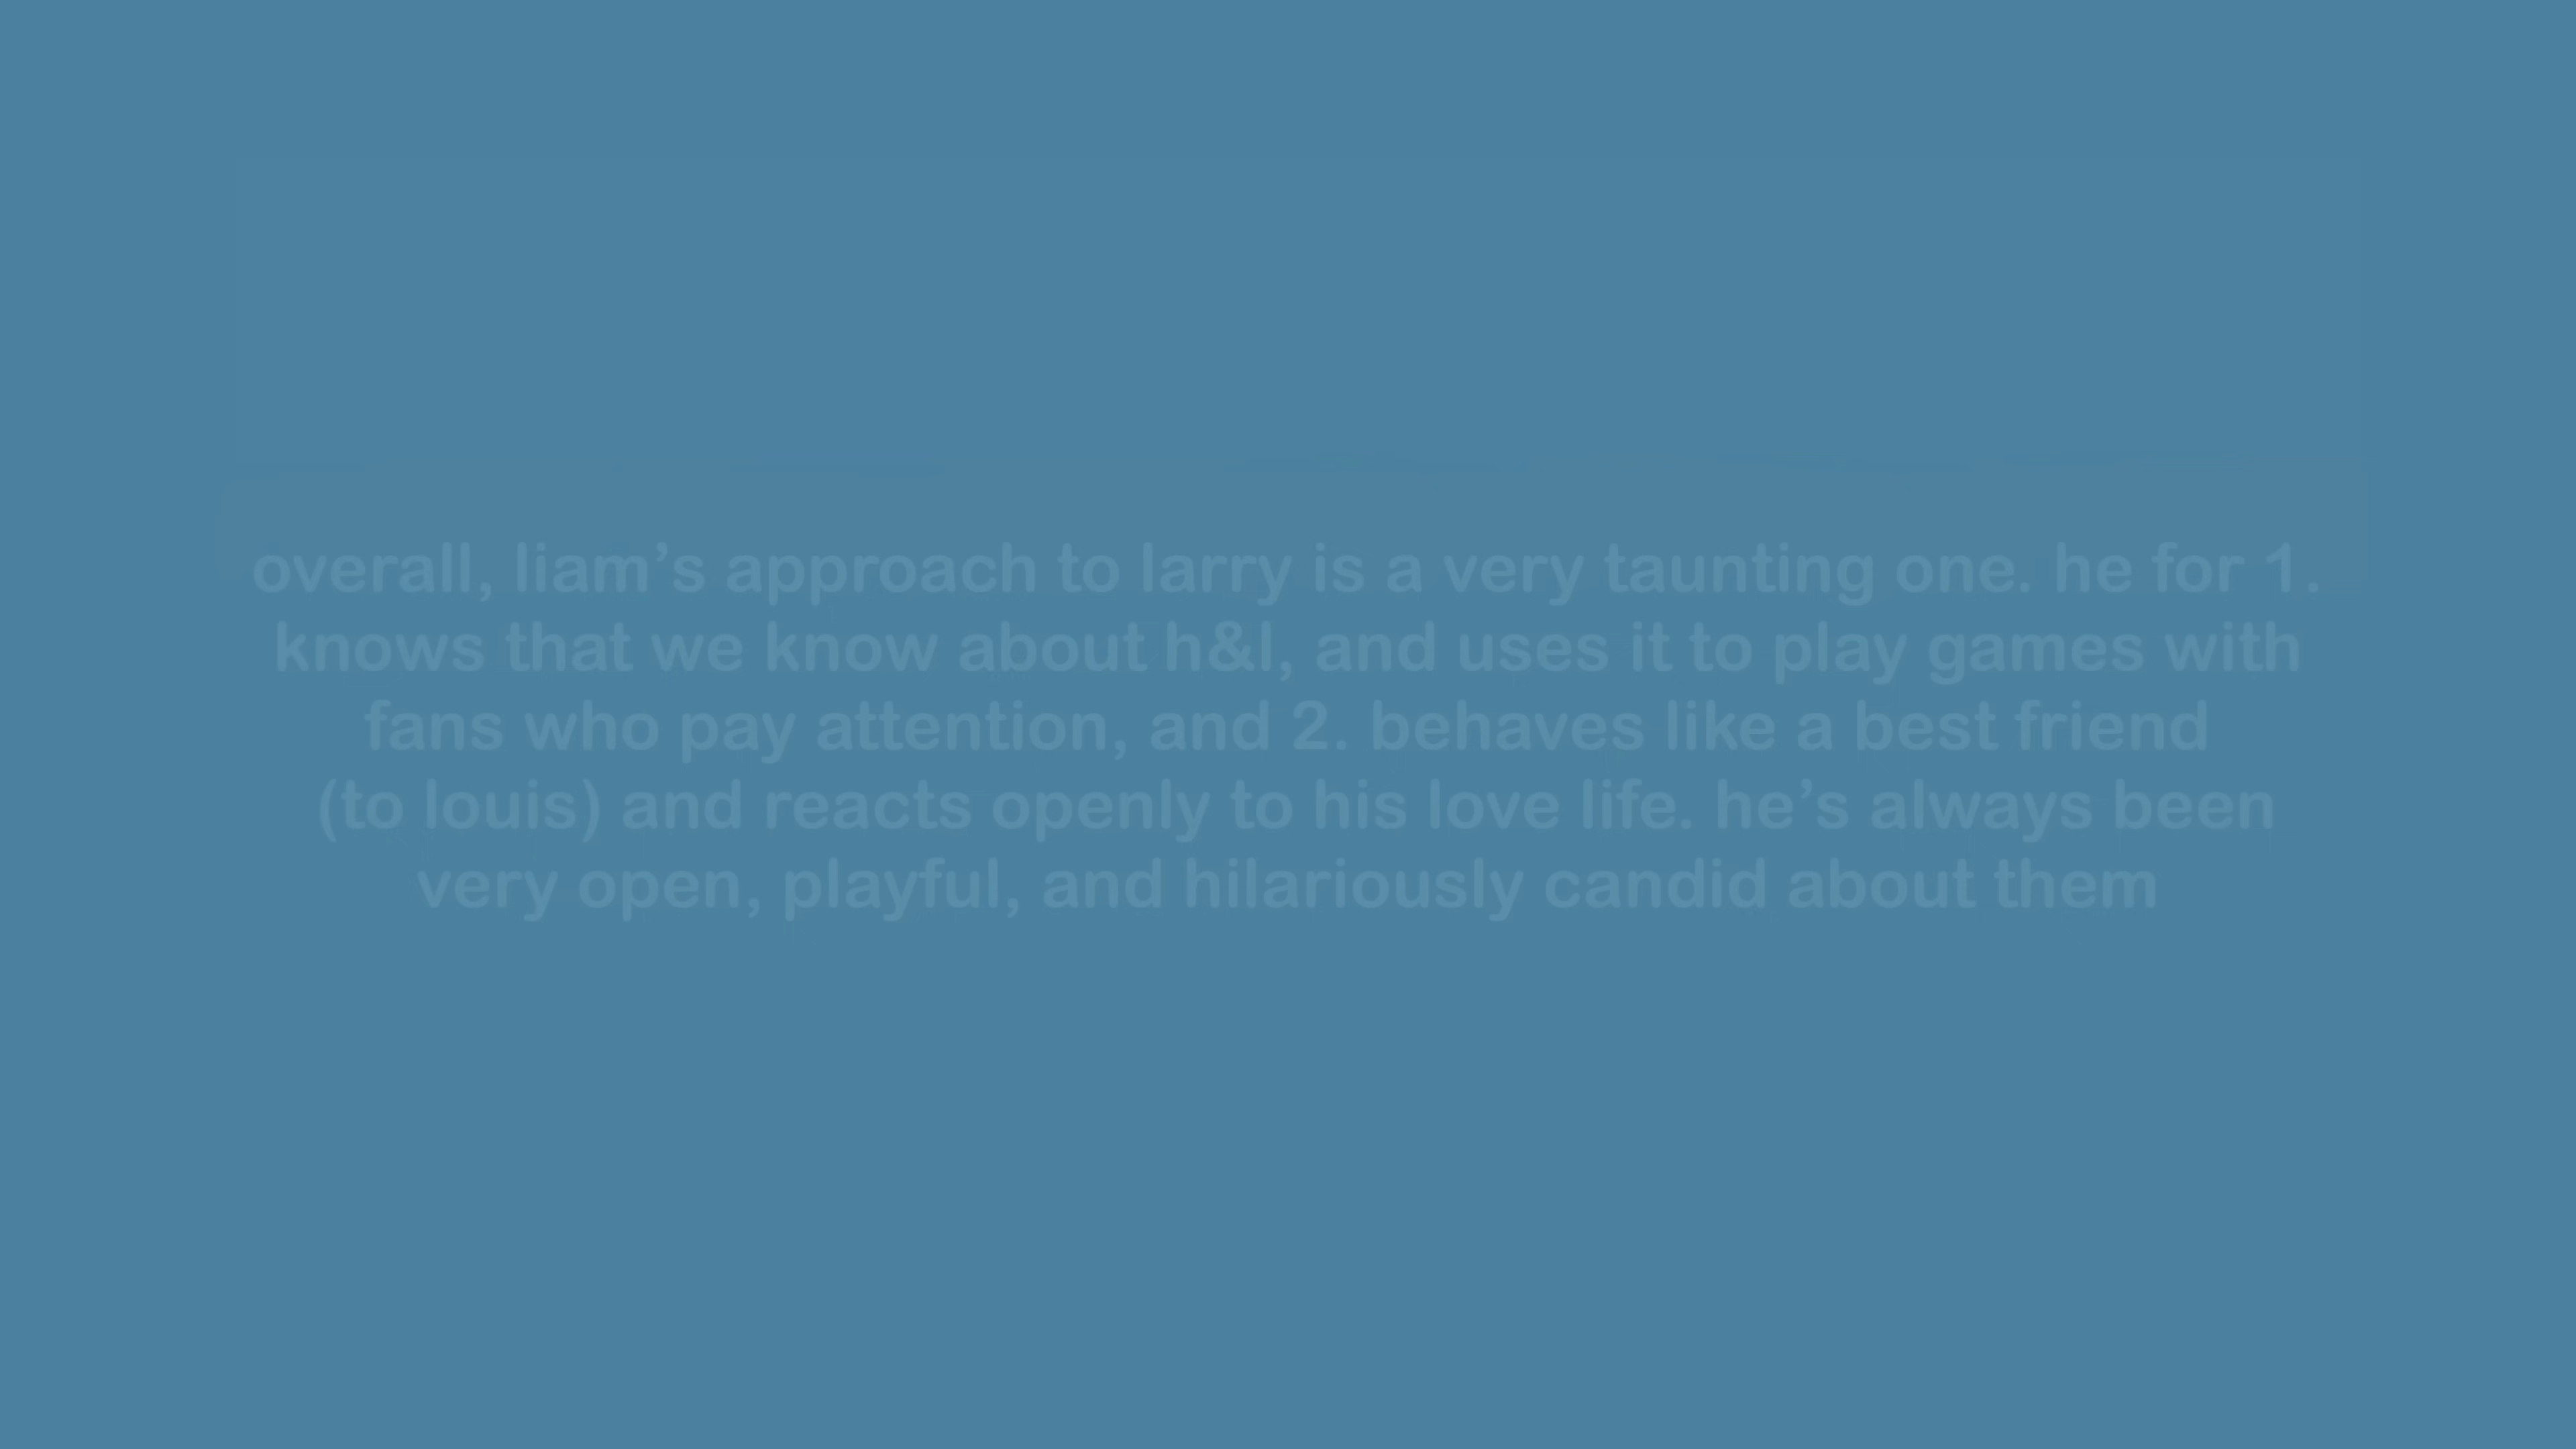 overall, liam’s approach to larry is a very taunting one. he for 1.
knows that we know about h&l, and uses it to play games with
fans who pay attention, and 2. behaves like a best friend
(to louis) and reacts openly to his love life. he’s always been
very open, playful, and hilariously candid about them